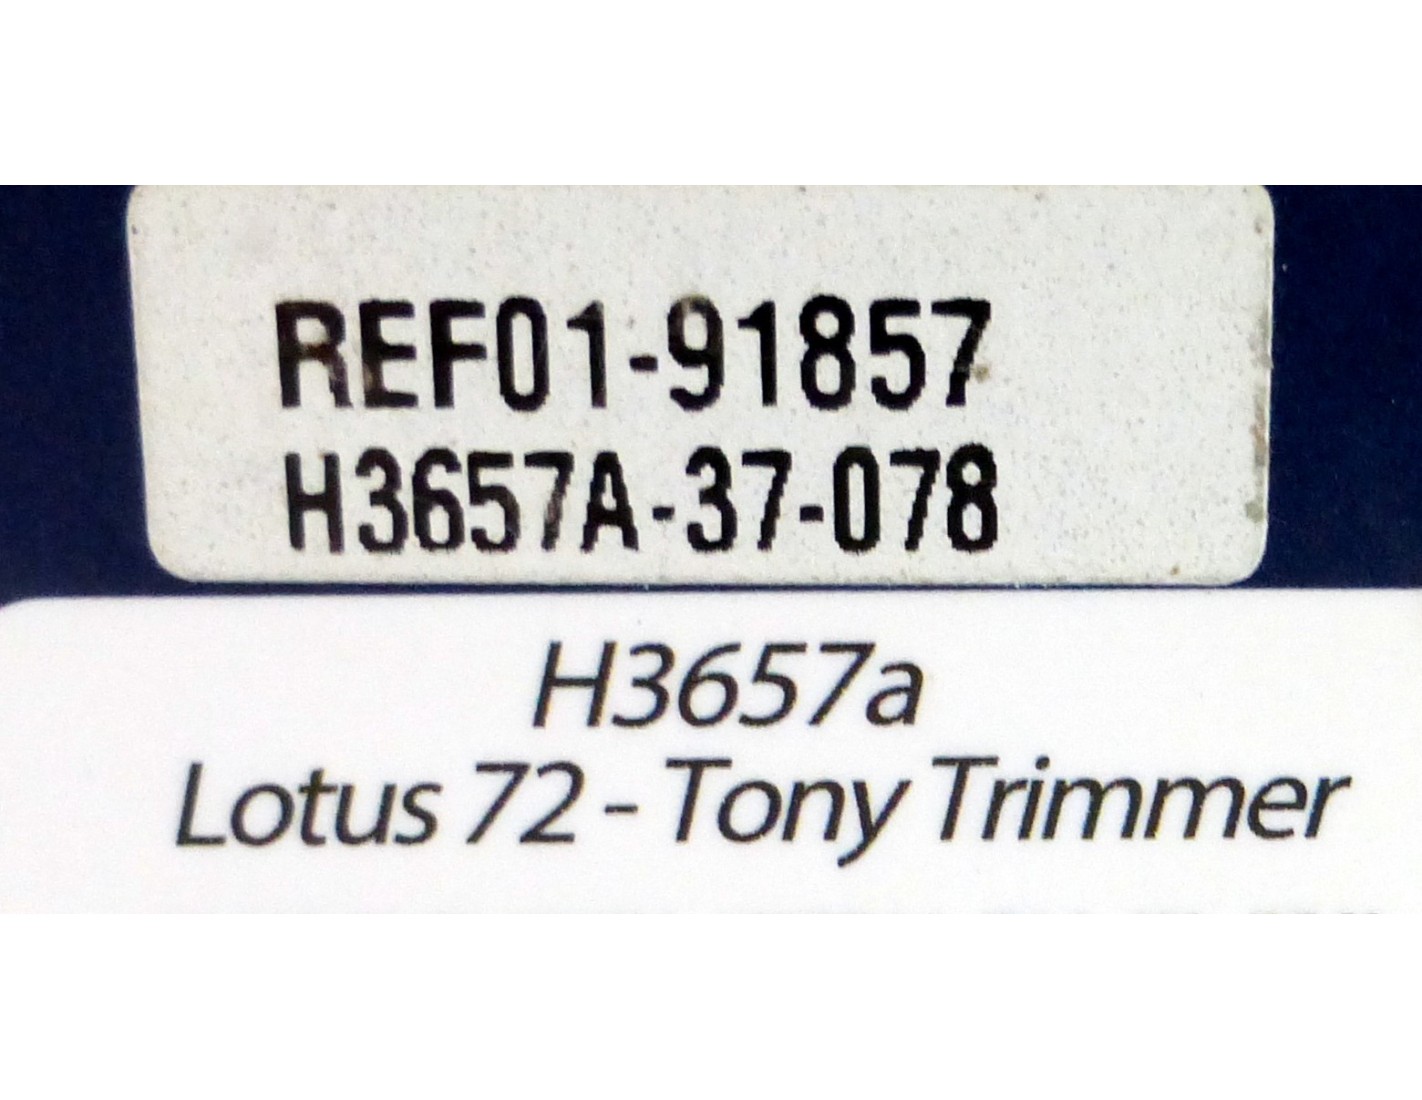 REF01-91857
H3657A-37-078
H3657a
Lotus 72 - Tony Trimmer